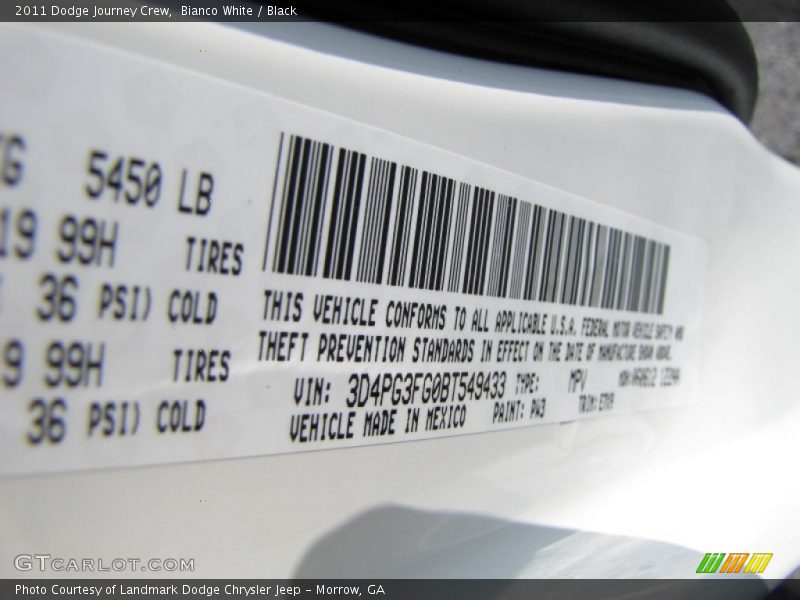 2011 Dodge Journey Crew, Bianco White / Black
G 5450 LB
19 99H TIRES
36 PSI) COLD
9 99H TIRES
36 PSI) COLD
THIS VEHICLE CONFORMS TO ALL APPLICABLE U.S.A. FEDERAL MOTOR VEHICLE SAFETY AND
THEFT PREVENTION STANDARDS IN EFFECT ON THE DATE OF MANUFACTURE SHOWN ABOVE.
VIN: 3D4PG3FG0BT549433 TYPE: MPV
VEHICLE MADE IN MEXICO PAINT: PW3 TRIM:
GTCARLOT.COM
Photo Courtesy of Landmark Dodge Chrysler Jeep - Morrow, GA